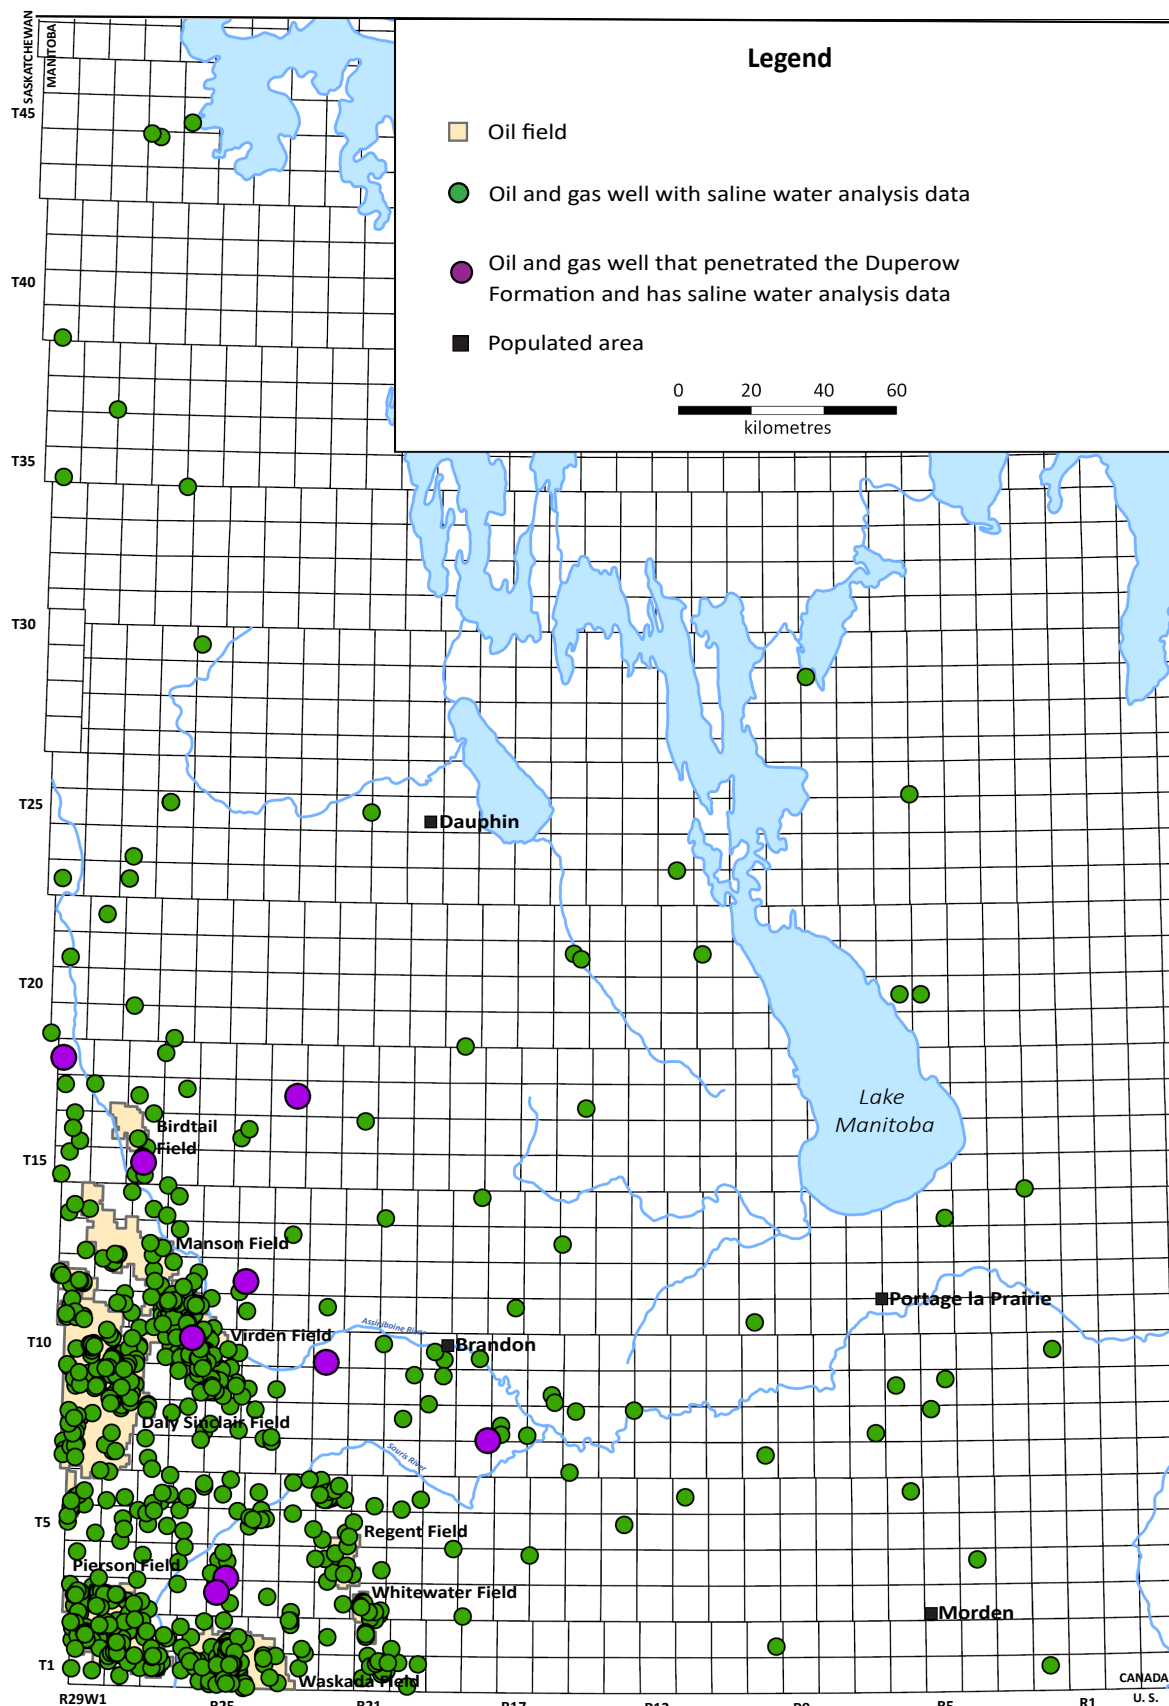 SASKATCHEWAN
MANITOBA
Legend
Oil field
Oil and gas well with saline water analysis data
Oil and gas well that penetrated the Duperow
Formation and has saline water analysis data
Populated area
0 20 40 60
kilometres
T45
T40
T35
T30
T25
Dauphin
T20
Lake
Manitoba
Birdtail
Field
T15
Manson Field
Portage la Prairie
Assiniboine River
Virden Field
Brandon
T10
Daly Sinclair Field
Souris River
T5
Regent Field
Pierson Field
Whitewater Field
Morden
T1
Waskada Field
CANADA
U. S.
R29W1 R25 R21 R17 R13 R9 R5 R1